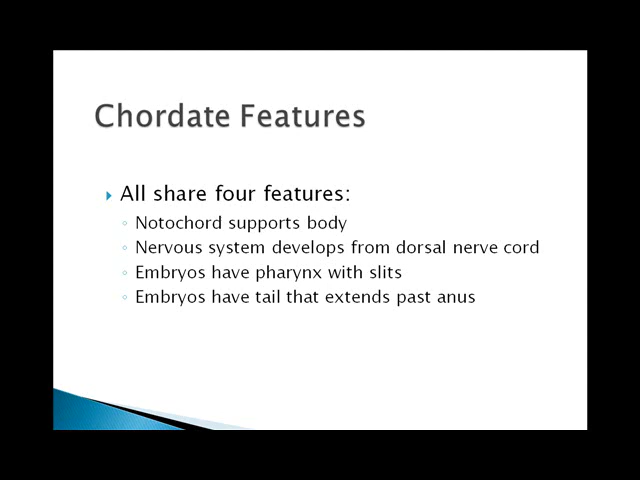 Chordate Features
All share four features:
Notochord supports body
Nervous system develops from dorsal nerve cord
Embryos have pharynx with slits
Embryos have tail that extends past anus